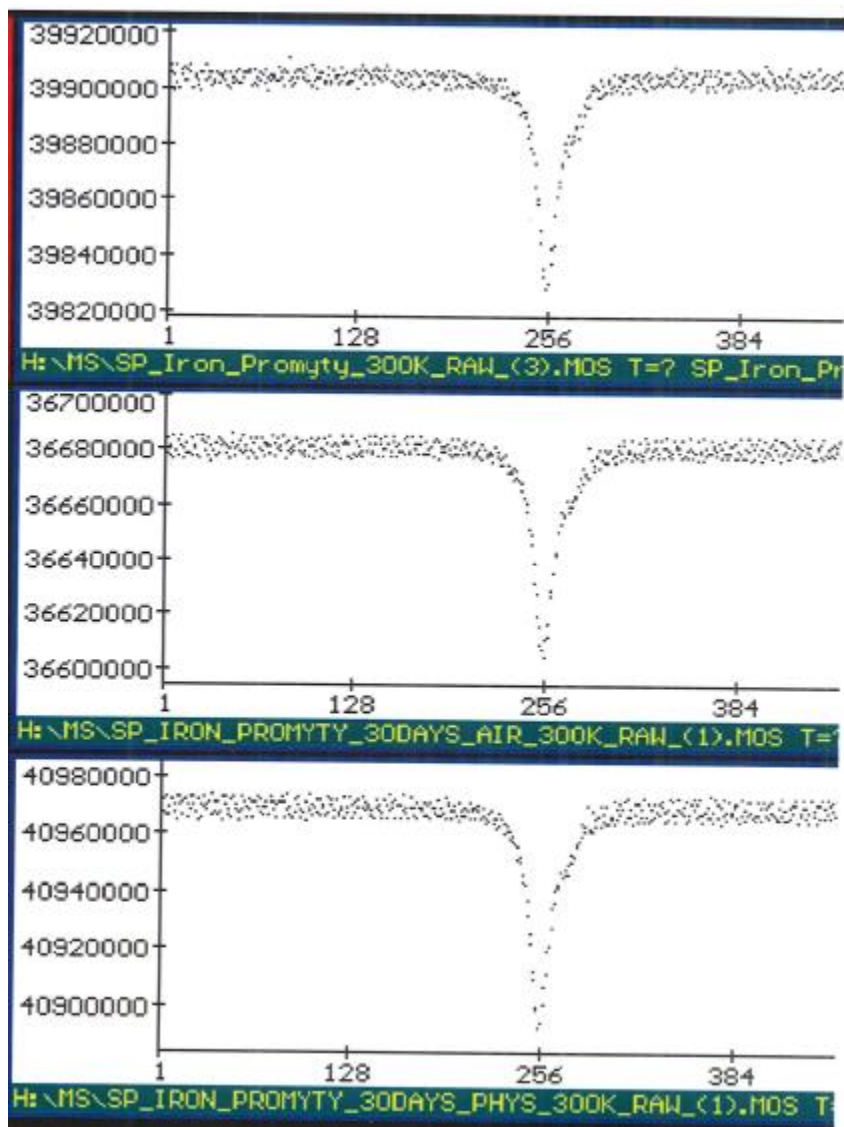 39920000
39900000
39880000
39860000
39840000
39820000
1 128 256 384
H:\MS\SP_Iron_Promyty_300K_RAW_(3).MOS T=? SP_Iron_Pr
36700000
36680000
36660000
36640000
36620000
36600000
1 128 256 384
H:\MS\SP_IRON_PROMYTY_30DAYS_AIR_300K_RAW_(1).MOS T=?
40980000
40960000
40940000
40920000
40900000
1 128 256 384
H:\MS\SP_IRON_PROMYTY_30DAYS_PHYS_300K_RAW_(1).MOS T=